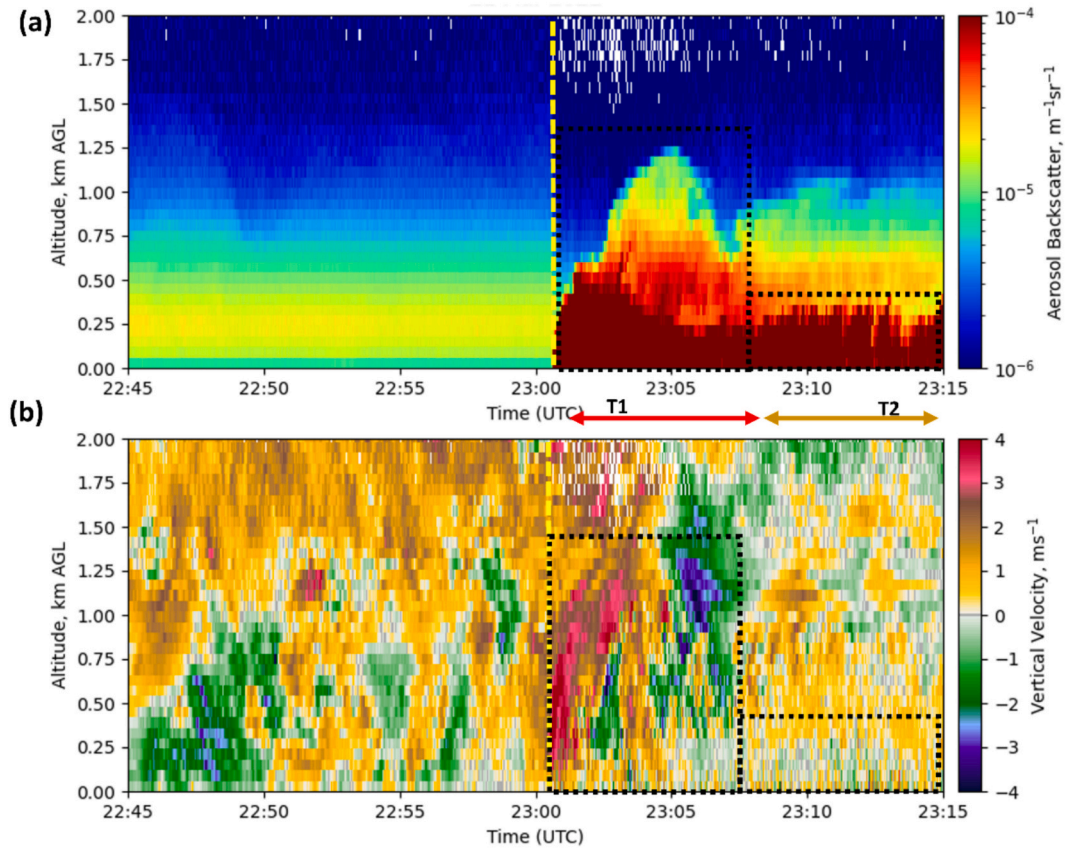 (a)
2.00
1.75
1.50
1.25
1.00
0.75
0.50
0.25
0.00
Altitude, km AGL
22:45 22:50 22:55 23:00 23:05 23:10 23:15
Time (UTC)
10⁻⁴
10⁻⁵
10⁻⁶
Aerosol Backscatter, m⁻¹sr⁻¹
T1 T2
(b)
2.00
1.75
1.50
1.25
1.00
0.75
0.50
0.25
0.00
Altitude, km AGL
22:45 22:50 22:55 23:00 23:05 23:10 23:15
Time (UTC)
4
3
2
1
0
−1
−2
−3
−4
Vertical Velocity, ms⁻¹